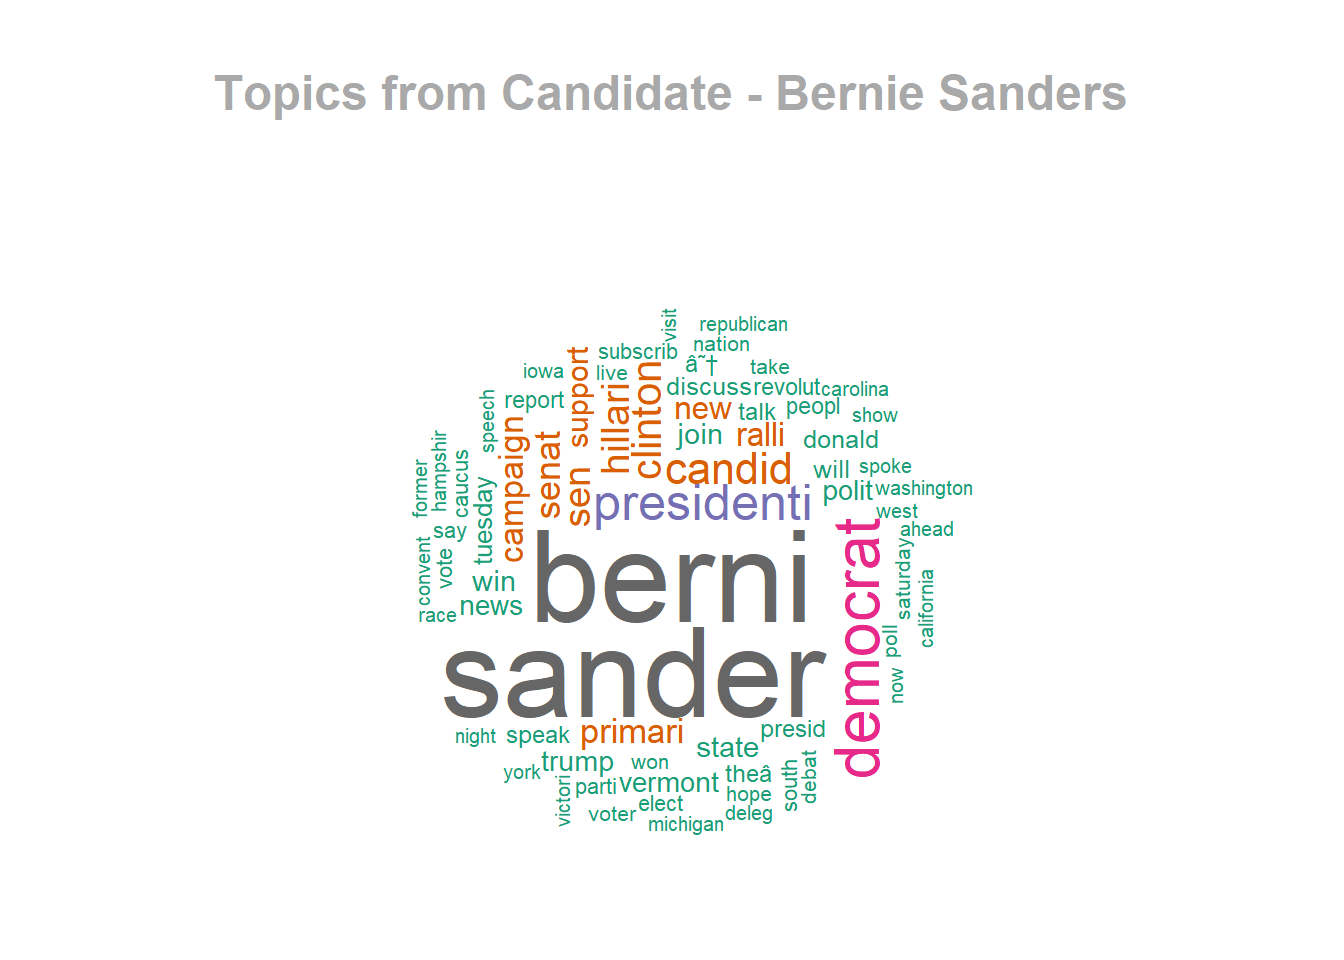 Topics from Candidate - Bernie Sanders
visit
republican
nation
subscrib
â˜†
take
iowa
live
support
hillari
clinton
discuss
revolut
carolina
speech
report
new
talk
peopl
show
campaign
senat
sen
join
ralli
donald
former
hampshir
caucus
tuesday
candid
will
spoke
presidenti
polit
washington
west
say
ahead
convent
vote
win
berni
democrat
saturday
california
race
news
sander
poll
now
night
speak
primari
state
presid
york
trump
won
theâ
south
debat
victori
parti
vermont
hope
voter
elect
deleg
michigan